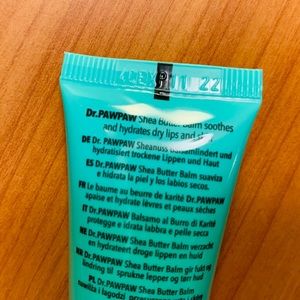 Dr.PAWPAW Shea Butter Balm soothes
and hydrates dry lips and skin
DE Dr. PAWPAW Sheanuss Balsam lindert und
hydratisiert trockene Lippen und Haut
ES Dr. PAWPAW Shea Butter Balm suaviza
e hidrata la piel y los labios secos.
FR Le baume au beurre de karité Dr. PAWPAW
apaise et hydrate lèvres et peaux sèches
IT Dr. PAWPAW Balsamo al Burro di Karité
protegge e idrata labbra e pelle secca
Dr. PAWPAW Shea Butter Balm verzacht
en hydrateert droge lippen en huid
Dr. PAWPAW Shea Butter Balm gir fukt og
lindring til sprukne lepper og tørr hud
PL Dr. PAWPAW Shea Butter Balm
nawilża i łagodzi